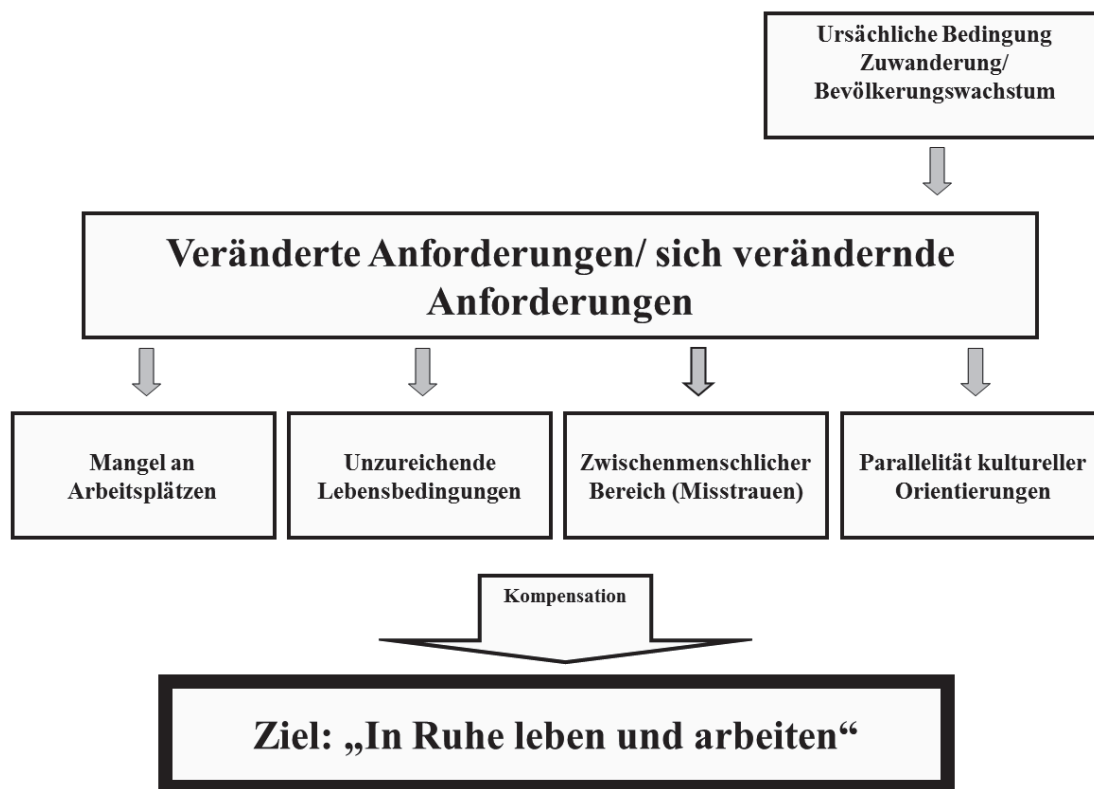 Ursächliche Bedingung
Zuwanderung/
Bevölkerungswachstum
Veränderte Anforderungen/ sich verändernde
Anforderungen
Mangel an
Arbeitsplätzen
Unzureichende
Lebensbedingungen
Zwischenmenschlicher
Bereich (Misstrauen)
Parallelität kultureller
Orientierungen
Kompensation
Ziel: „In Ruhe leben und arbeiten“